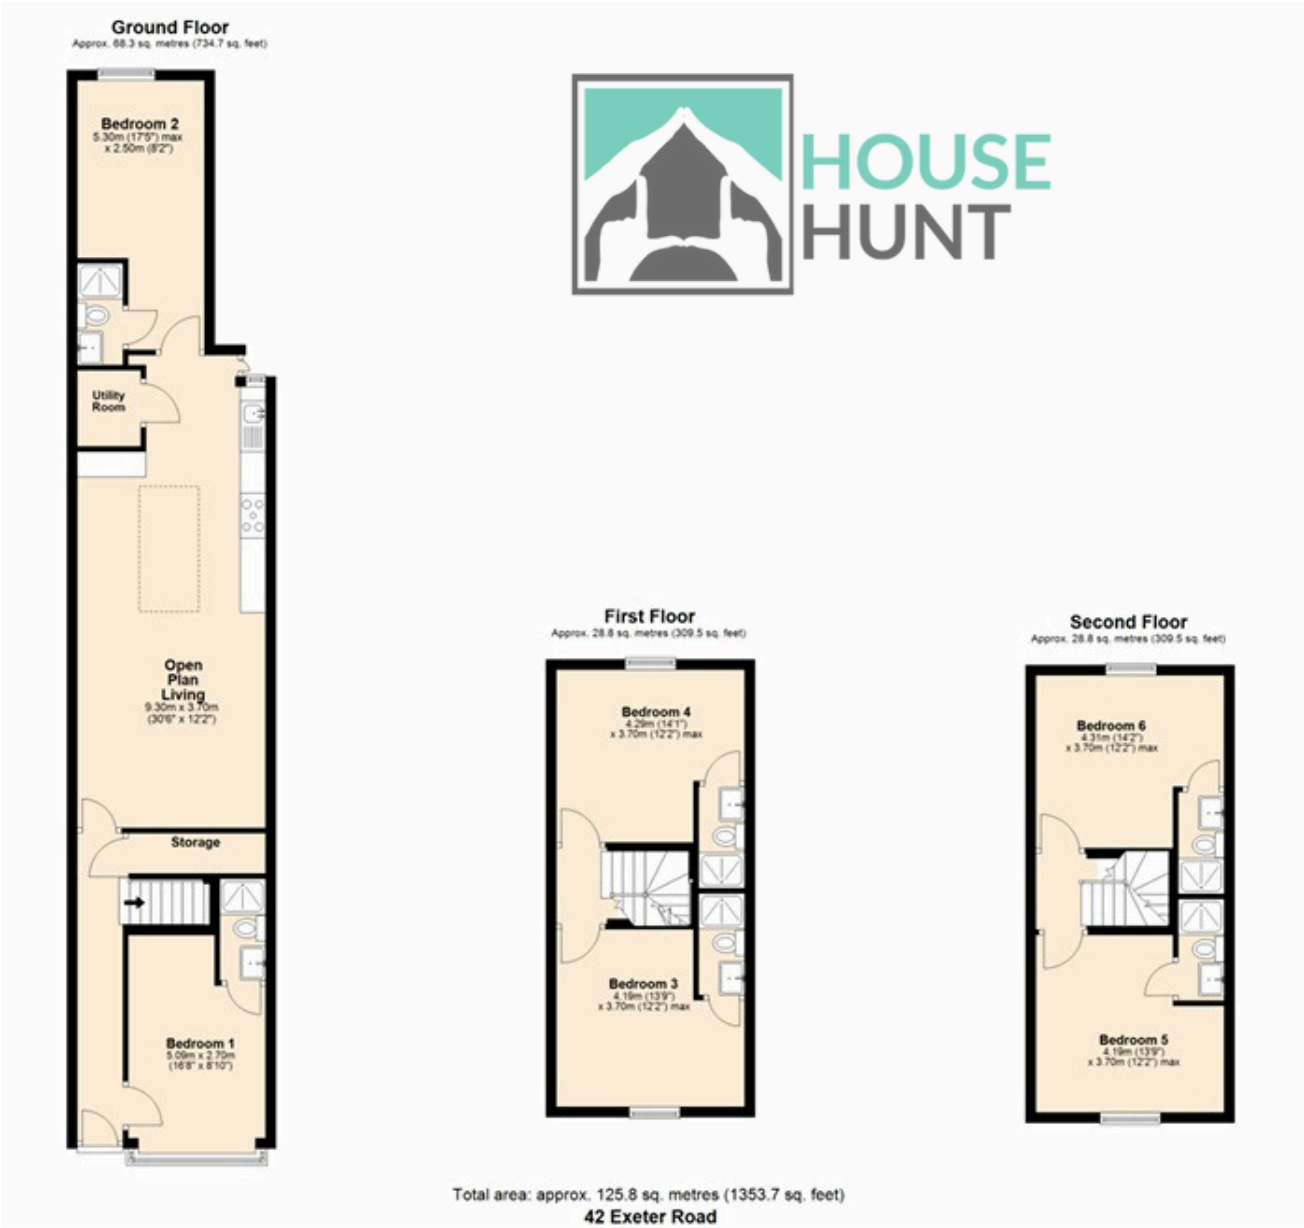 Ground Floor
Approx. 68.3 sq. metres (734.7 sq. feet)
Bedroom 2
5.30m (17'5") max
x 2.50m (8'2")
HOUSE
HUNT
Utility
Room
Open
Plan
Living
9.30m x 3.70m
(30'6" x 12'2")
Storage
Bedroom 1
5.09m x 2.70m
(16'8" x 8'10")
First Floor
Approx. 28.8 sq. metres (309.5 sq. feet)
Bedroom 4
4.29m (14'1")
x 3.70m (12'2") max
Bedroom 3
4.19m (13'9")
x 3.70m (12'2") max
Second Floor
Approx. 28.8 sq. metres (309.5 sq. feet)
Bedroom 6
4.31m (14'2")
x 3.70m (12'2") max
Bedroom 5
4.19m (13'9")
x 3.70m (12'2") max
Total area: approx. 125.8 sq. metres (1353.7 sq. feet)
42 Exeter Road